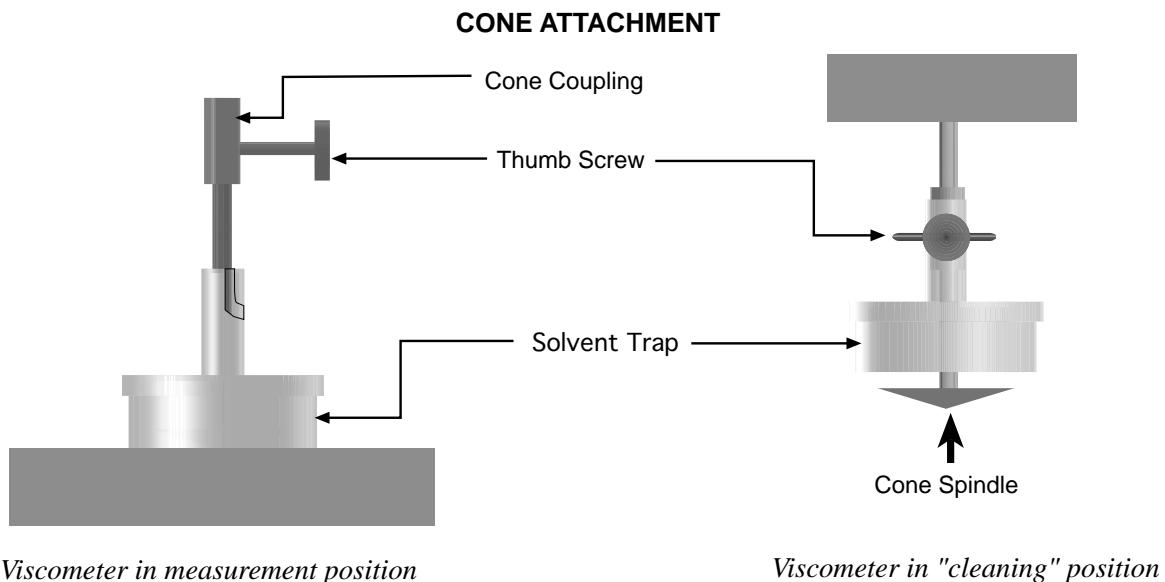 CONE ATTACHMENT
Cone Coupling
Thumb Screw
Solvent Trap
Cone Spindle
Viscometer in measurement position
Viscometer in "cleaning" position